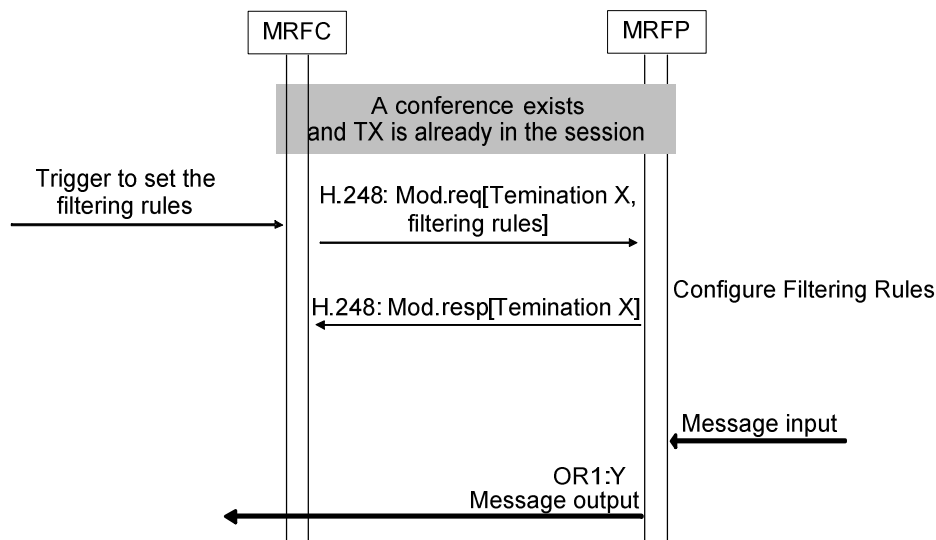 MRFC
MRFP
A conference exists
and TX is already in the session
Trigger to set the
filtering rules
H.248: Mod.req[Temination X,
filtering rules]
Configure Filtering Rules
H.248: Mod.resp[Temination X]
Message input
OR1:Y
Message output